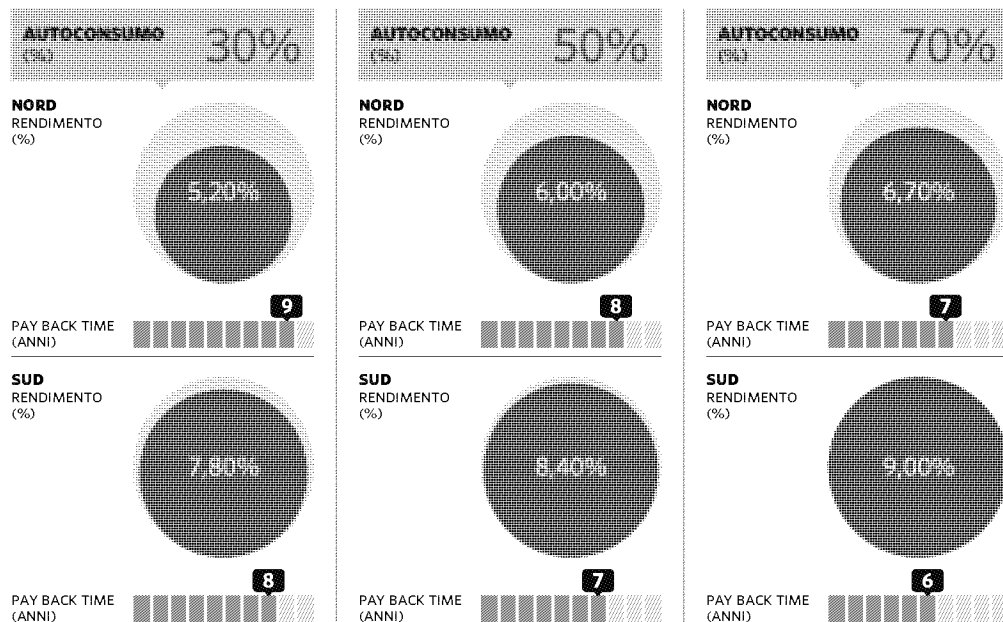 AUTOCONSUMO
(%)
30%
NORD
RENDIMENTO
(%)
5,20%
9
PAY BACK TIME
(ANNI)
SUD
RENDIMENTO
(%)
7,80%
8
PAY BACK TIME
(ANNI)
AUTOCONSUMO
(%)
50%
NORD
RENDIMENTO
(%)
6,00%
8
PAY BACK TIME
(ANNI)
SUD
RENDIMENTO
(%)
8,40%
7
PAY BACK TIME
(ANNI)
AUTOCONSUMO
(%)
70%
NORD
RENDIMENTO
(%)
6,70%
7
PAY BACK TIME
(ANNI)
SUD
RENDIMENTO
(%)
9,00%
6
PAY BACK TIME
(ANNI)